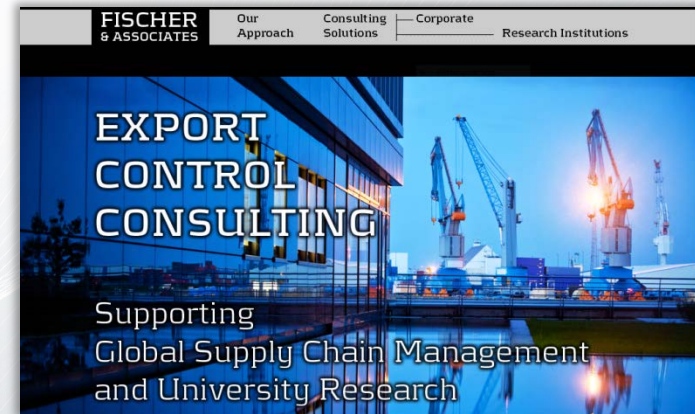 FISCHER
& ASSOCIATES
Our
Approach
Consulting
Solutions
Corporate
Research Institutions
EXPORT
CONTROL
CONSULTING
Supporting
Global Supply Chain Management
and University Research